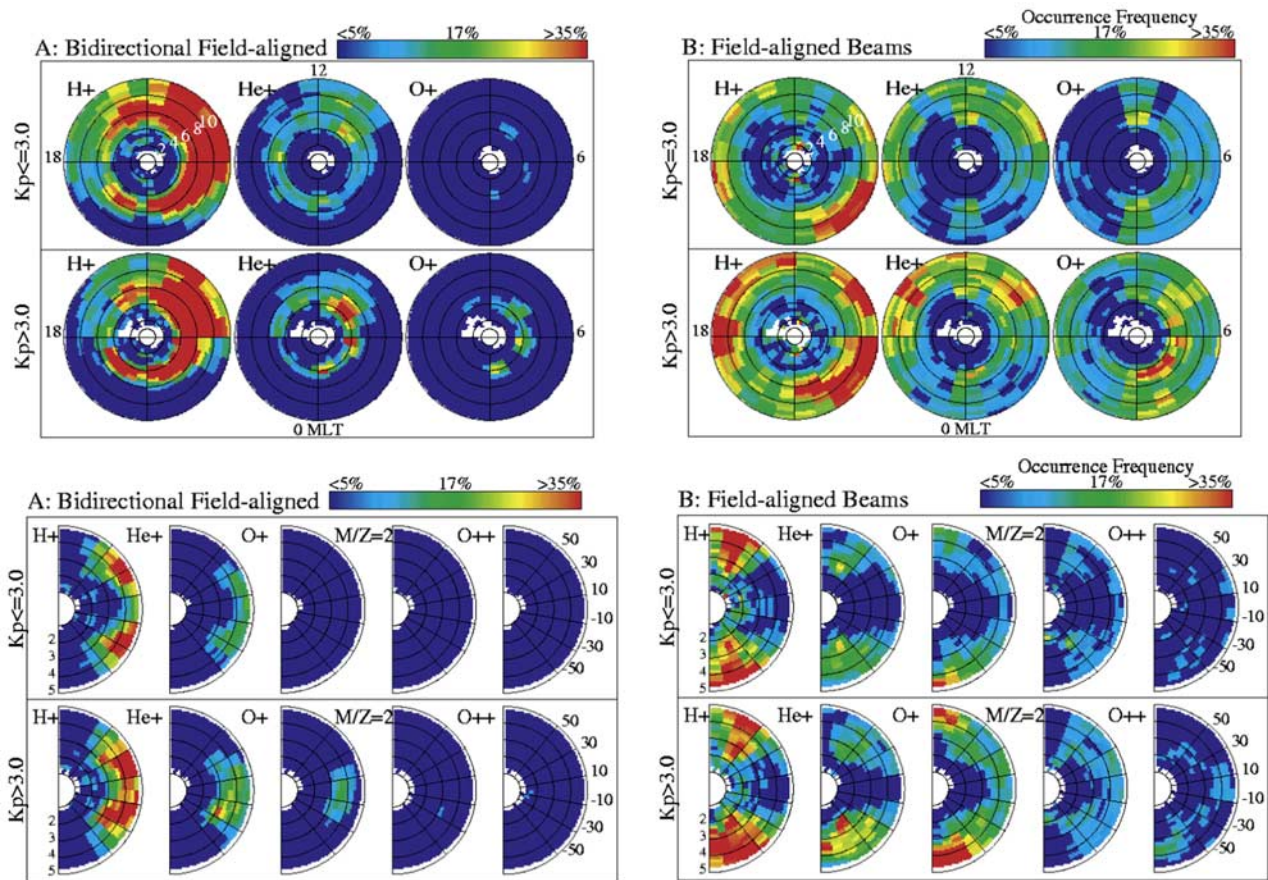 A: Bidirectional Field-aligned
<5% 17% >35%
H+ He+ 12 O+
Kp<=3.0
2 4 6 8 10
18 6
H+ He+ O+
Kp>3.0
18 6
0 MLT
Occurrence Frequency
B: Field-aligned Beams
<5% 17% >35%
H+ He+ 12 O+
Kp<=3.0
2 4 6 8 10
18 6
H+ He+ O+
Kp>3.0
18 6
0 MLT
A: Bidirectional Field-aligned
<5% 17% >35%
H+ He+ O+ M/Z=2 O++
Kp<=3.0
50
30
10
-10
-30
-50
2
3
4
5
H+ He+ O+ M/Z=2 O++
Kp>3.0
50
30
10
-10
-30
-50
2
3
4
5
Occurrence Frequency
B: Field-aligned Beams
<5% 17% >35%
H+ He+ O+ M/Z=2 O++
Kp<=3.0
50
30
10
-10
-30
-50
2
3
4
5
H+ He+ O+ M/Z=2 O++
Kp>3.0
50
30
10
-10
-30
-50
2
3
4
5